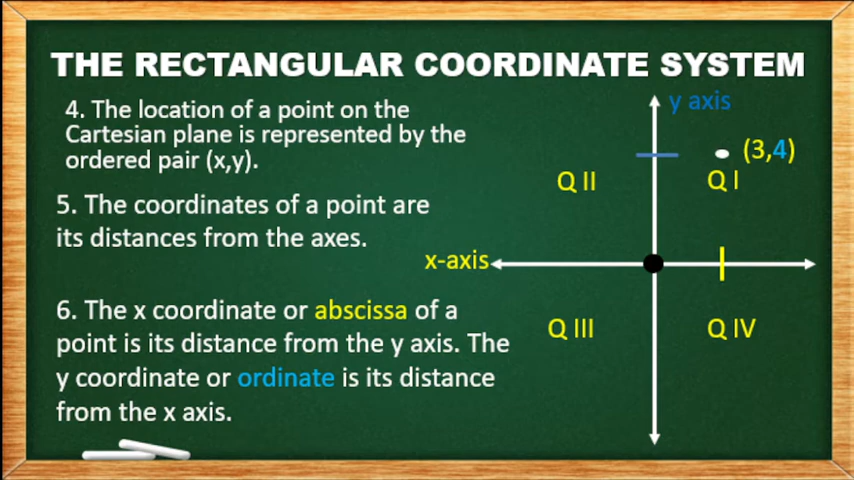 THE RECTANGULAR COORDINATE SYSTEM
4. The location of a point on the
Cartesian plane is represented by the
ordered pair (x,y).
5. The coordinates of a point are
its distances from the axes.
6. The x coordinate or abscissa of a
point is its distance from the y axis. The
y coordinate or ordinate is its distance
from the x axis.
y axis
(3,4)
Q II
Q I
x-axis
Q III
Q IV